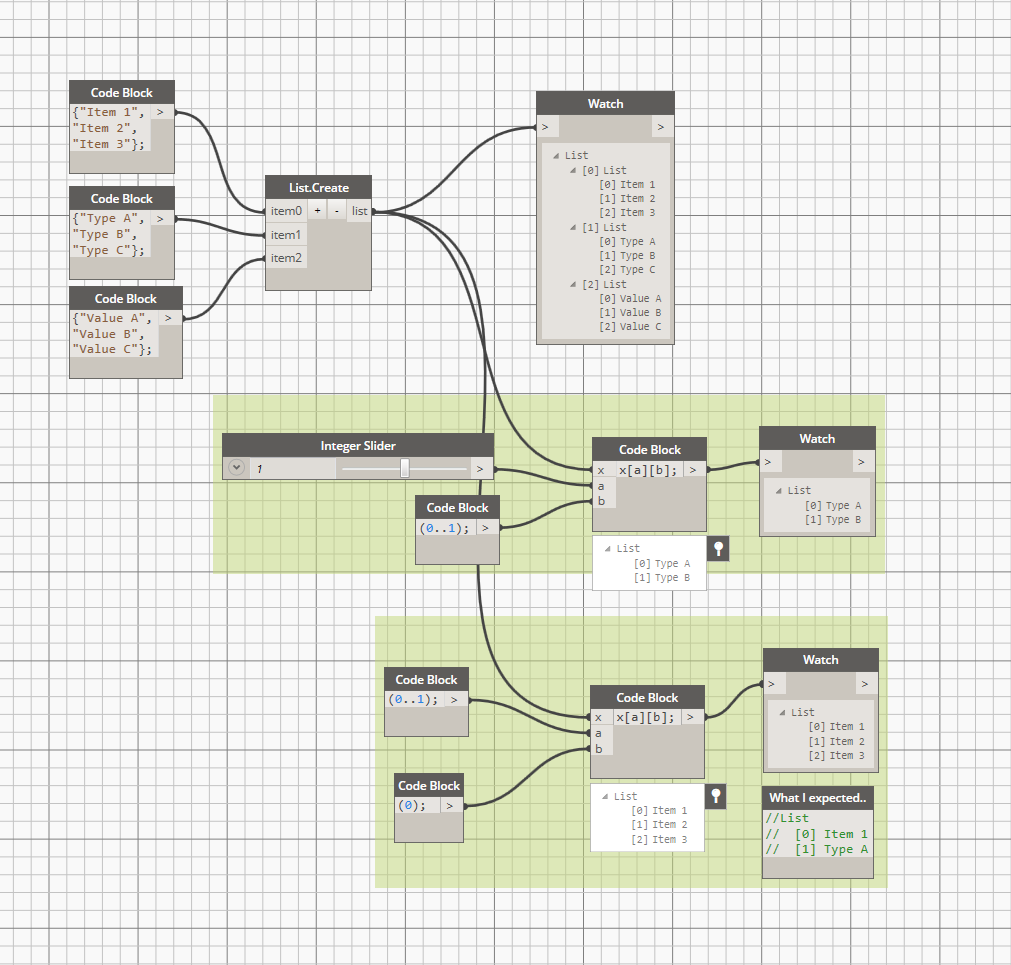 Code Block
{"Item 1", >
"Item 2",
"Item 3"};
Code Block
{"Type A", >
"Type B",
"Type C"};
Code Block
{"Value A", >
"Value B",
"Value C"};
List.Create
item0 + - list
item1
item2
Watch
> >
List
[0] List
[0] Item 1
[1] Item 2
[2] Item 3
[1] List
[0] Type A
[1] Type B
[2] Type C
[2] List
[0] Value A
[1] Value B
[2] Value C
Integer Slider
1 >
Code Block
(0..1); >
Code Block
x x[a][b]; >
a
b
List
[0] Type A
[1] Type B
Watch
> >
List
[0] Type A
[1] Type B
Code Block
(0..1); >
Code Block
(0); >
Code Block
x x[a][b]; >
a
b
List
[0] Item 1
[1] Item 2
[2] Item 3
Watch
> >
List
[0] Item 1
[1] Item 2
[2] Item 3
What I expected..
//List
// [0] Item 1
// [1] Type A